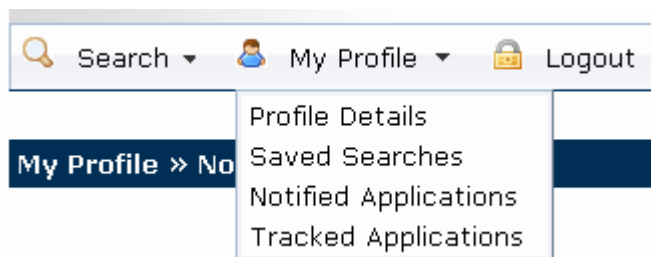 Search My Profile Logout
Profile Details
My Profile » No
Saved Searches
Notified Applications
Tracked Applications